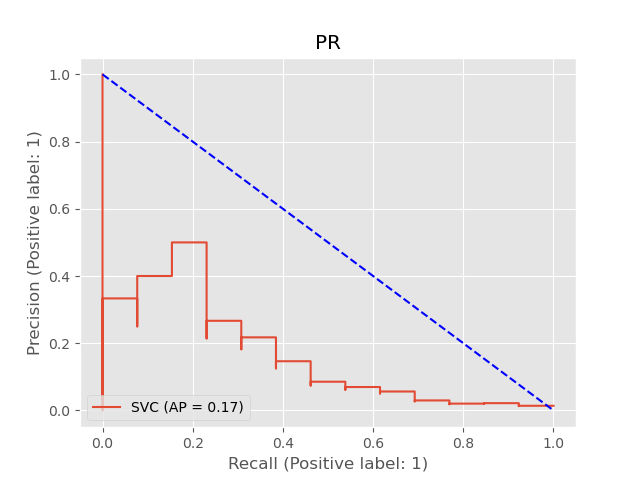 PR
Precision (Positive label: 1)
1.0
0.8
0.6
0.4
0.2
0.0
SVC (AP = 0.17)
0.0 0.2 0.4 0.6 0.8 1.0
Recall (Positive label: 1)